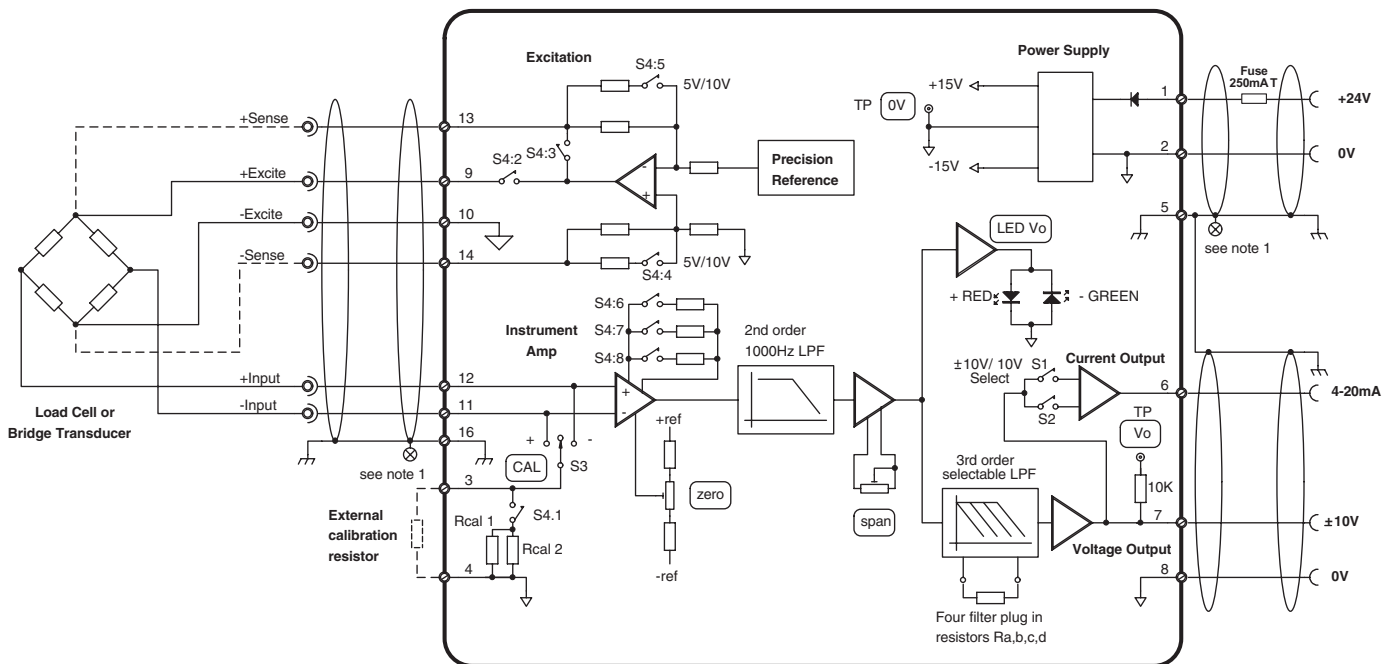 Excitation
S4:5
5V/10V
+Sense
13
S4:3
S4:2
+Excite
9
-
+
Precision
Reference
-Excite
10
-Sense
14
S4:4
5V/10V
Power Supply
+15V
TP
0V
-15V
1
Fuse
250mA T
+24V
2
0V
5
see note 1
LED Vo
+ RED
- GREEN
S4:6
S4:7
S4:8
Instrument
Amp
2nd order
1000Hz LPF
+Input
12
+
-Input
11
-
Load Cell or
Bridge Transducer
16
see note 1
+
-
CAL
S3
+ref
zero
-ref
span
3
External
calibration
resistor
Rcal 1
S4.1
Rcal 2
4
±10V/ 10V
Select
S1
S2
Current Output
6
4-20mA
TP
Vo
10K
3rd order
selectable LPF
7
±10V
Voltage Output
8
0V
Four filter plug in
resistors Ra,b,c,d